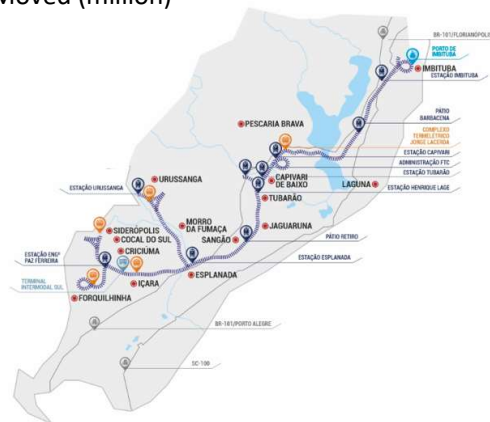 Moved (million)
BR-101/FLORIANÓPOLIS
PORTO DE
IMBITUBA
IMBITUBA
ESTAÇÃO IMBITUBA
PÁTIO
BARBACENA
PESCARIA BRAVA
COMPLEXO
TERMELÉTRICO
JORGE LACERDA
ESTAÇÃO CAPIVARI
ADMINISTRAÇÃO FTC
ESTAÇÃO TUBARÃO
URUSSANGA
CAPIVARI
DE BAIXO
LAGUNA
ESTAÇÃO URUSSANGA
ESTAÇÃO HENRIQUE LAGE
TUBARÃO
MORRO
DA FUMAÇA
JAGUARUNA
SIDERÓPOLIS
COCAL DO SUL
SANGÃO
PÁTIO RETIRO
CRICIÚMA
ESTAÇÃO ENGº
PAZ FERREIRA
ESTAÇÃO ESPLANADA
ESPLANADA
IÇARA
TERMINAL
INTERMODAL SUL
FORQUILHINHA
BR-101/PORTO ALEGRE
SC-100